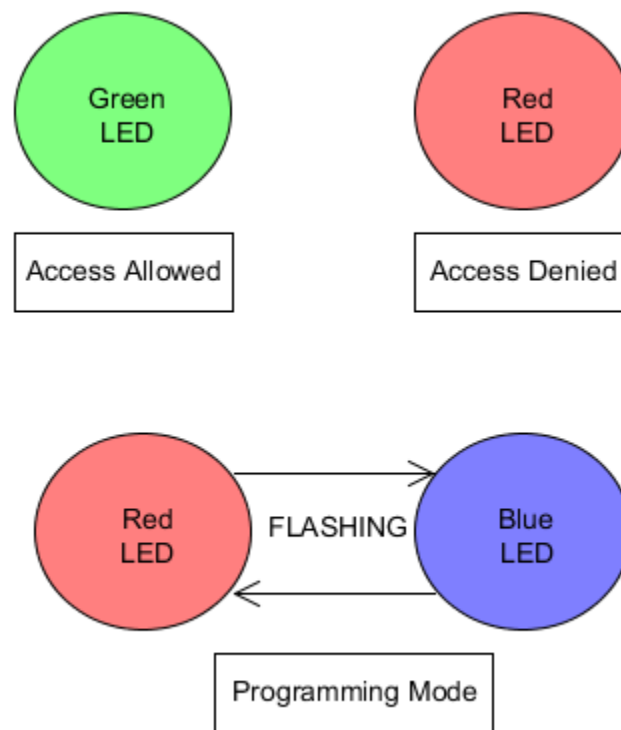 Green
LED
Red
LED
Access Allowed
Access Denied
Red
LED
FLASHING
Blue
LED
Programming Mode